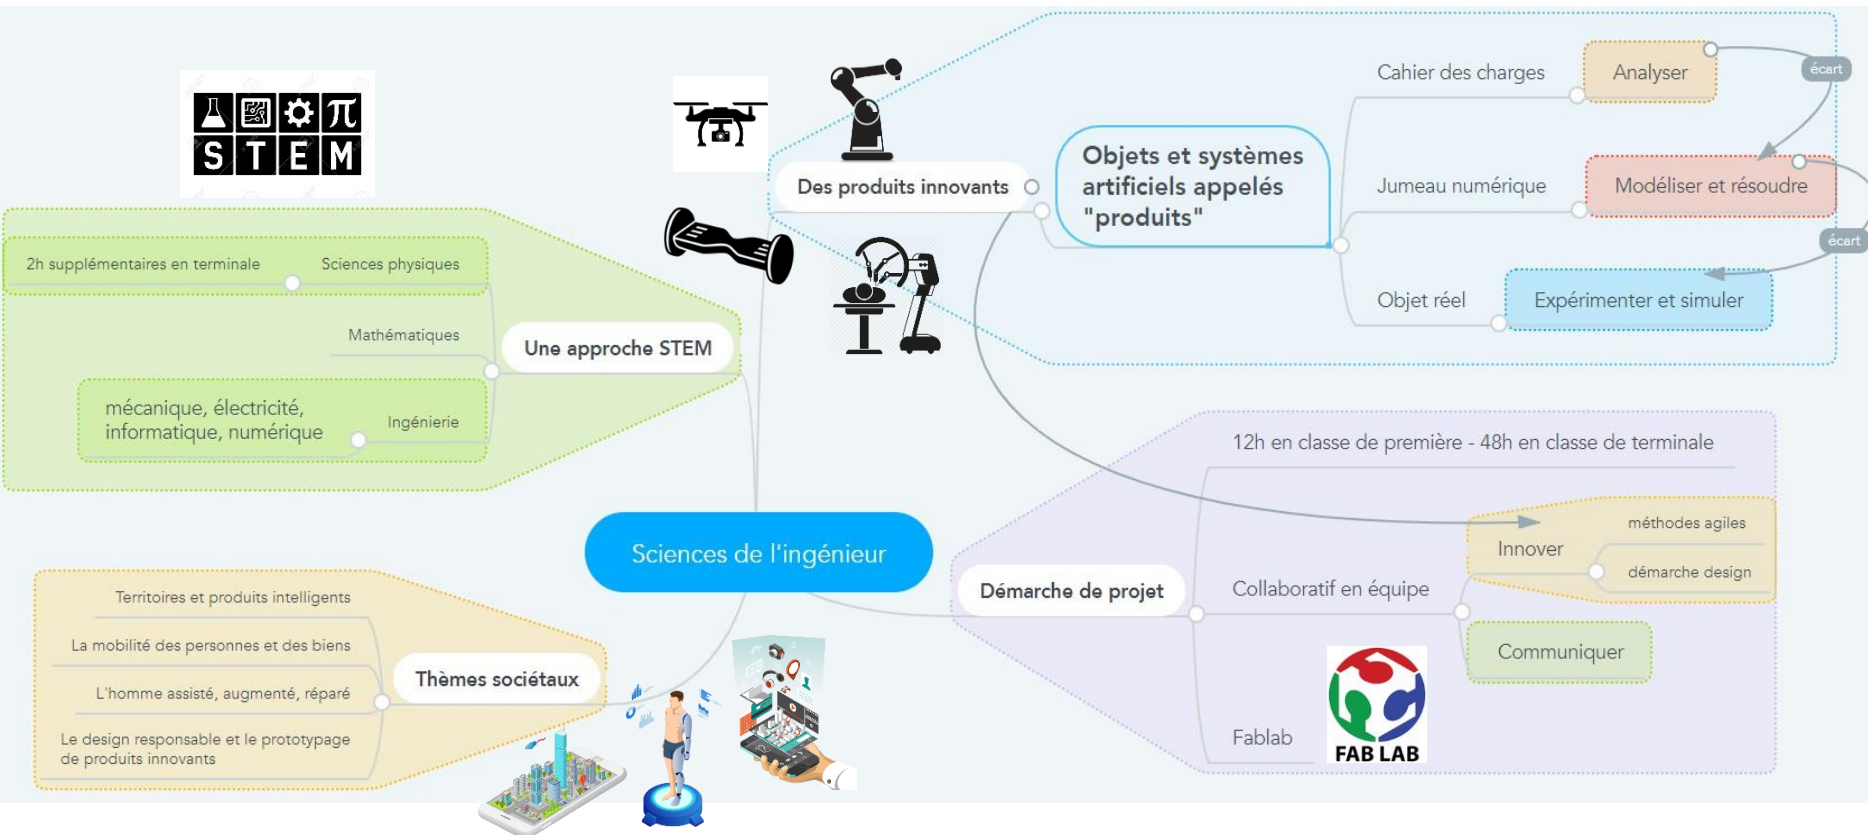 STEM
Une approche STEM
Sciences physiques
2h supplémentaires en terminale
Mathématiques
Ingénierie
mécanique, électricité,
informatique, numérique
Des produits innovants
Objets et systèmes
artificiels appelés
"produits"
Cahier des charges
Analyser
écart
Jumeau numérique
Modéliser et résoudre
écart
Objet réel
Expérimenter et simuler
Sciences de l'ingénieur
Thèmes sociétaux
Territoires et produits intelligents
La mobilité des personnes et des biens
L'homme assisté, augmenté, réparé
Le design responsable et le prototypage
de produits innovants
Démarche de projet
12h en classe de première - 48h en classe de terminale
Collaboratif en équipe
Innover
méthodes agiles
démarche design
Communiquer
Fablab
FAB LAB